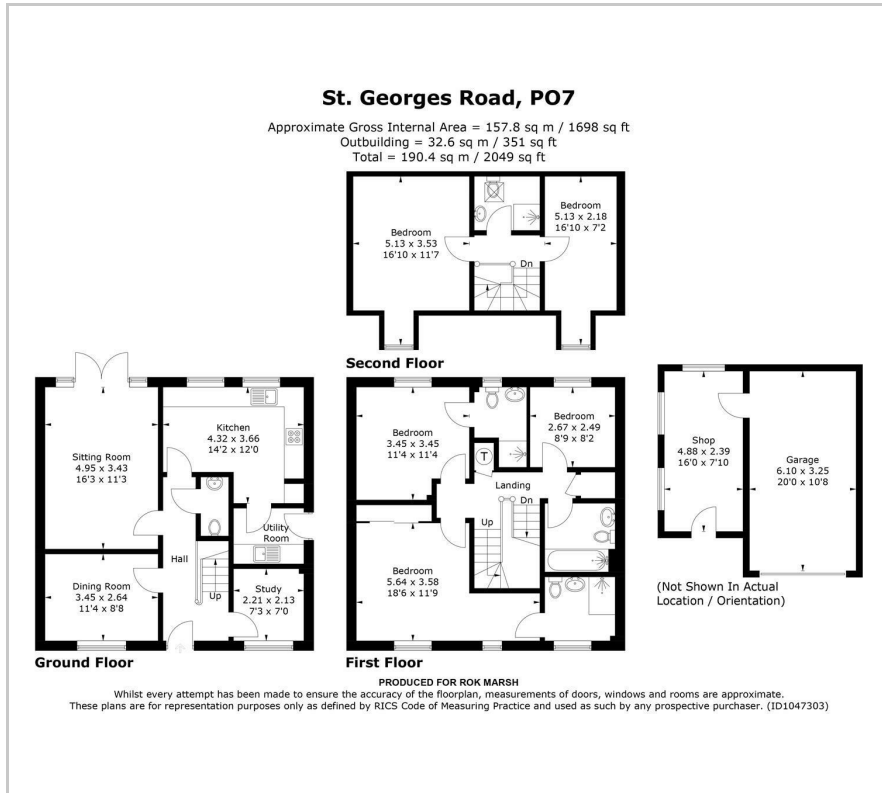 St. Georges Road, PO7
Approximate Gross Internal Area = 157.8 sq m / 1698 sq ft
Outbuilding = 32.6 sq m / 351 sq ft
Total = 190.4 sq m / 2049 sq ft
Bedroom
5.13 x 3.53
16'10 x 11'7
Bedroom
5.13 x 2.18
16'10 x 7'2
Dn
Second Floor
Sitting Room
4.95 x 3.43
16'3 x 11'3
Kitchen
4.32 x 3.66
14'2 x 12'0
Utility
Room
Hall
Up
Dining Room
3.45 x 2.64
11'4 x 8'8
Study
2.21 x 2.13
7'3 x 7'0
Ground Floor
Bedroom
3.45 x 3.45
11'4 x 11'4
Bedroom
2.67 x 2.49
8'9 x 8'2
T
Landing
Dn
Up
Bedroom
5.64 x 3.58
18'6 x 11'9
First Floor
Shop
4.88 x 2.39
16'0 x 7'10
Garage
6.10 x 3.25
20'0 x 10'8
(Not Shown In Actual
Location / Orientation)
PRODUCED FOR ROK MARSH
Whilst every attempt has been made to ensure the accuracy of the floorplan, measurements of doors, windows and rooms are approximate.
These plans are for representation purposes only as defined by RICS Code of Measuring Practice and used as such by any prospective purchaser. (ID1047303)